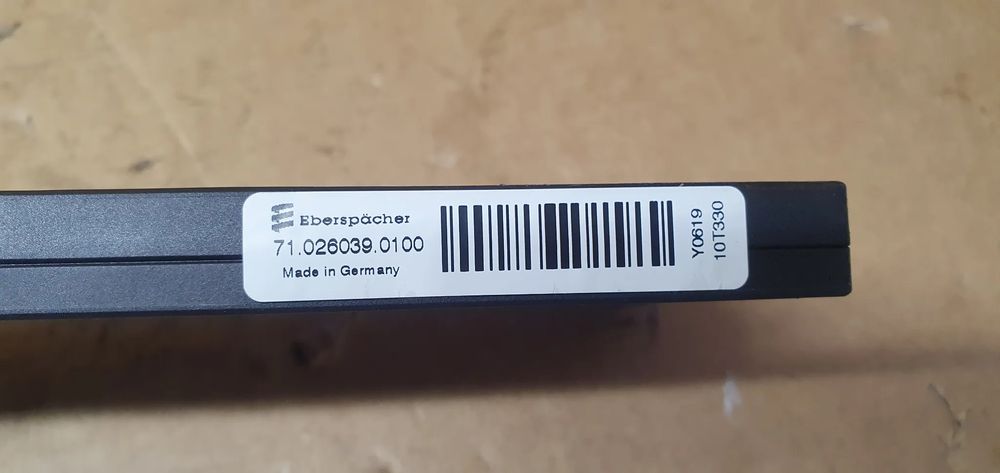 Eberspächer
71.026039.0100
Made in Germany
Y0619
10T330